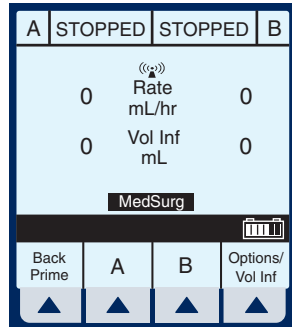 A STOPPED STOPPED B
Rate
0 mL/hr 0
Vol Inf
0 mL 0
MedSurg
Back Prime A B Options/ Vol Inf